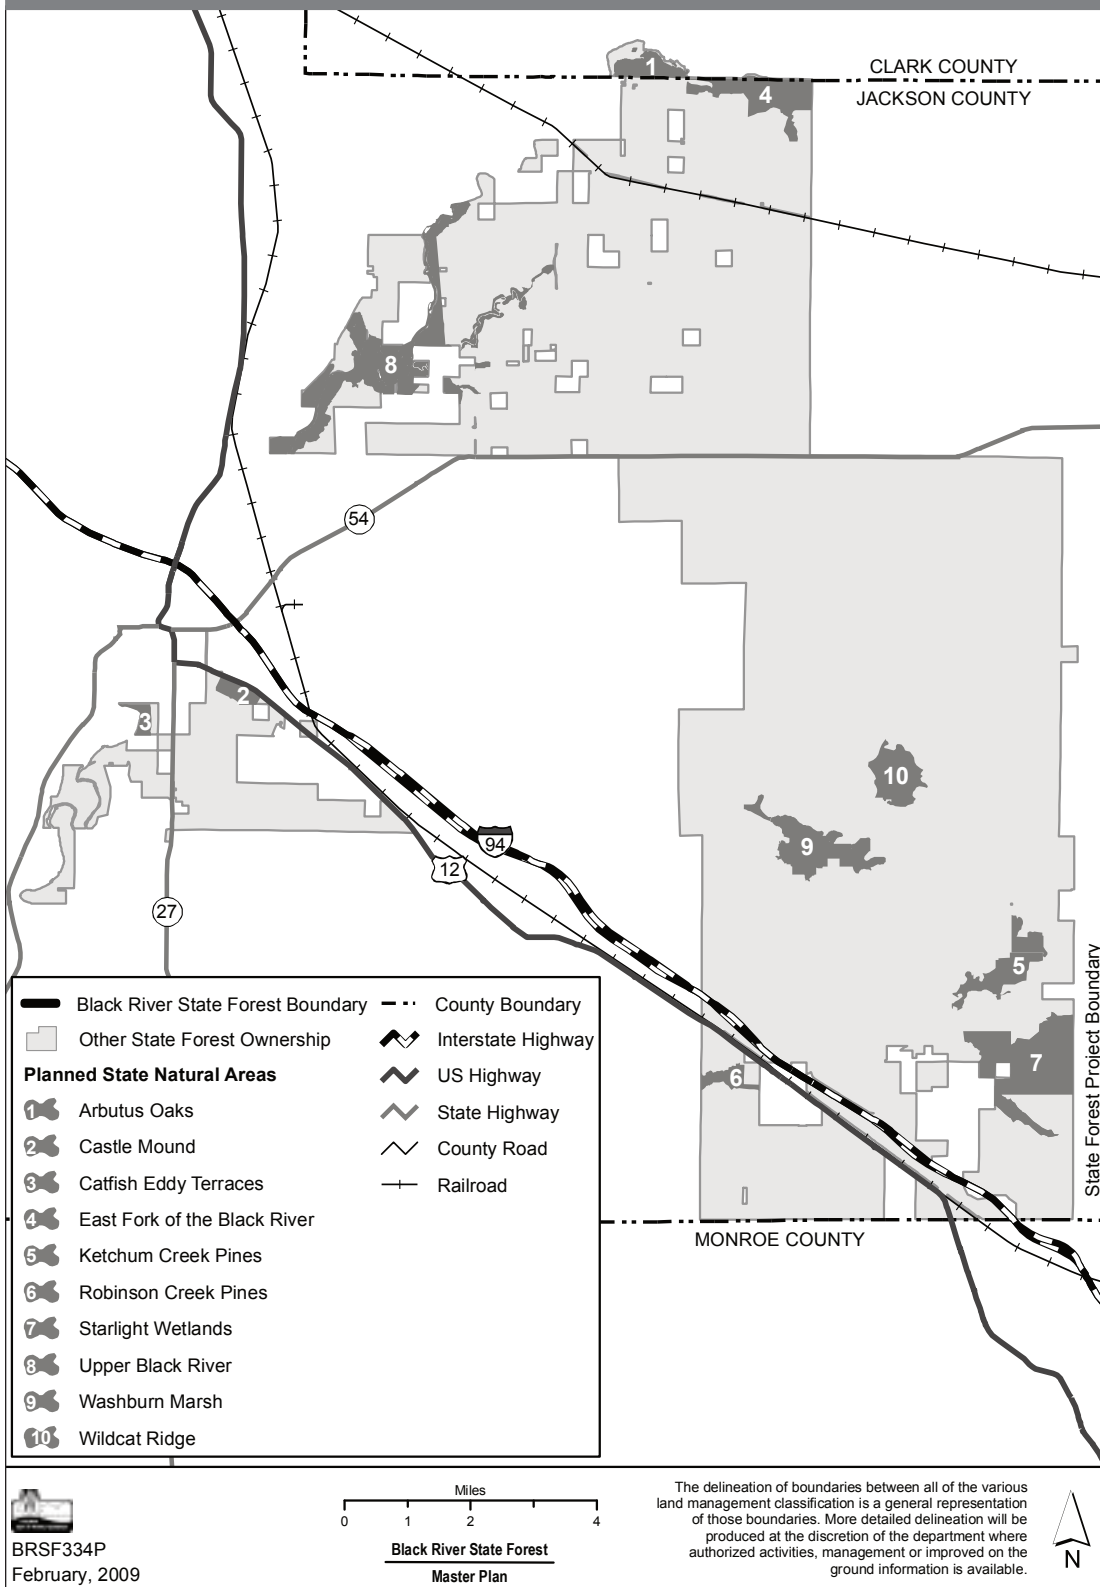 CLARK COUNTY
JACKSON COUNTY
1
4
8
54
2
3
10
9
94
12
27
5
7
6
State Forest Project Boundary
MONROE COUNTY
Black River State Forest Boundary
Other State Forest Ownership
Planned State Natural Areas
1 Arbutus Oaks
2 Castle Mound
3 Catfish Eddy Terraces
4 East Fork of the Black River
5 Ketchum Creek Pines
6 Robinson Creek Pines
7 Starlight Wetlands
8 Upper Black River
9 Washburn Marsh
10 Wildcat Ridge
County Boundary
Interstate Highway
US Highway
State Highway
County Road
Railroad
BRSF334P
February, 2009
Miles
0 1 2 4
Black River State Forest
Master Plan
The delineation of boundaries between all of the various
land management classification is a general representation
of those boundaries. More detailed delineation will be
produced at the discretion of the department where
authorized activities, management or improved on the
ground information is available.
N